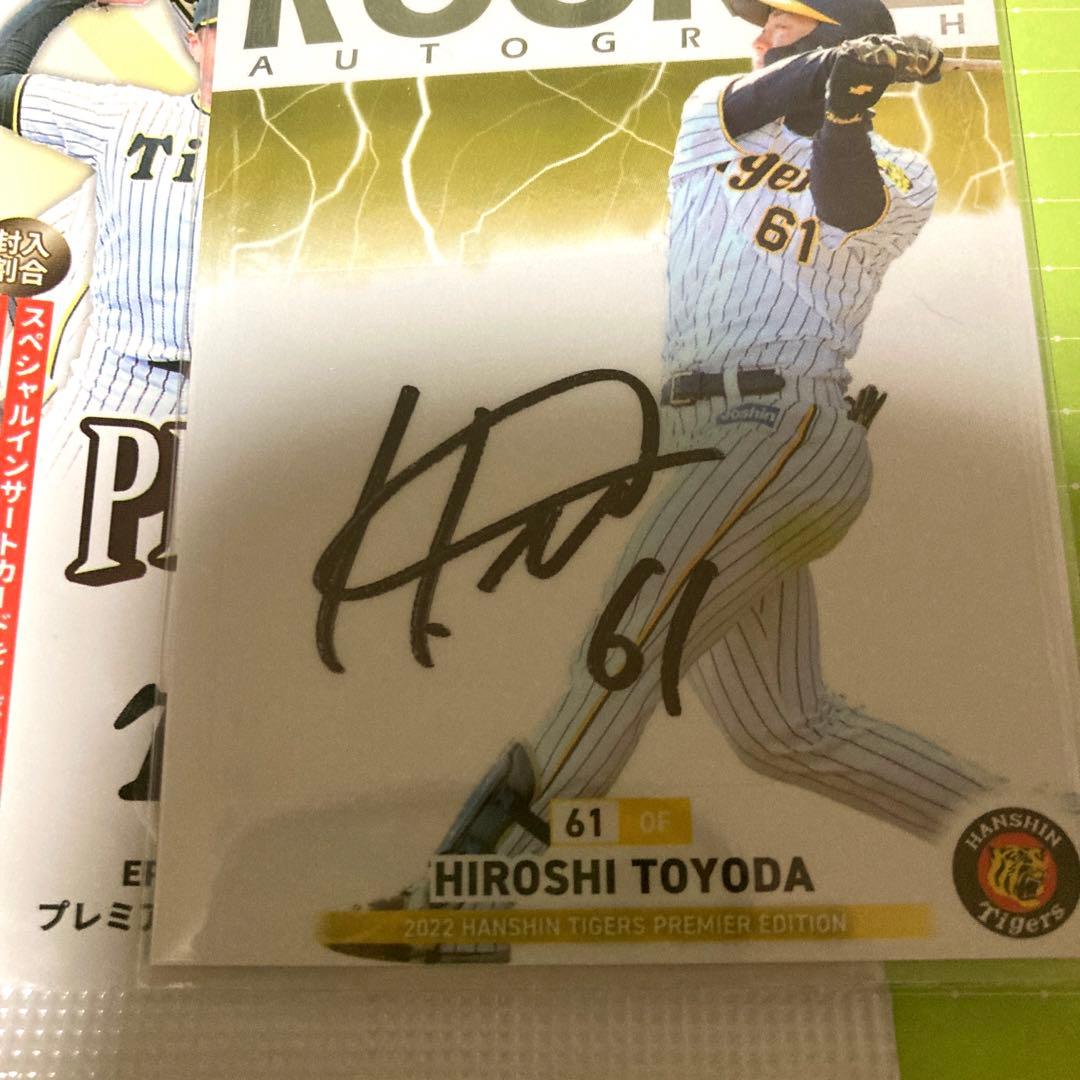 AUTOGR H
Ti
Tigers
61
封入
割合
スペシャルインサートカード
Joshin
61
61 OF
HIROSHI TOYODA
2022 HANSHIN TIGERS PREMIER EDITION
HANSHIN
Tigers
P
プレミア